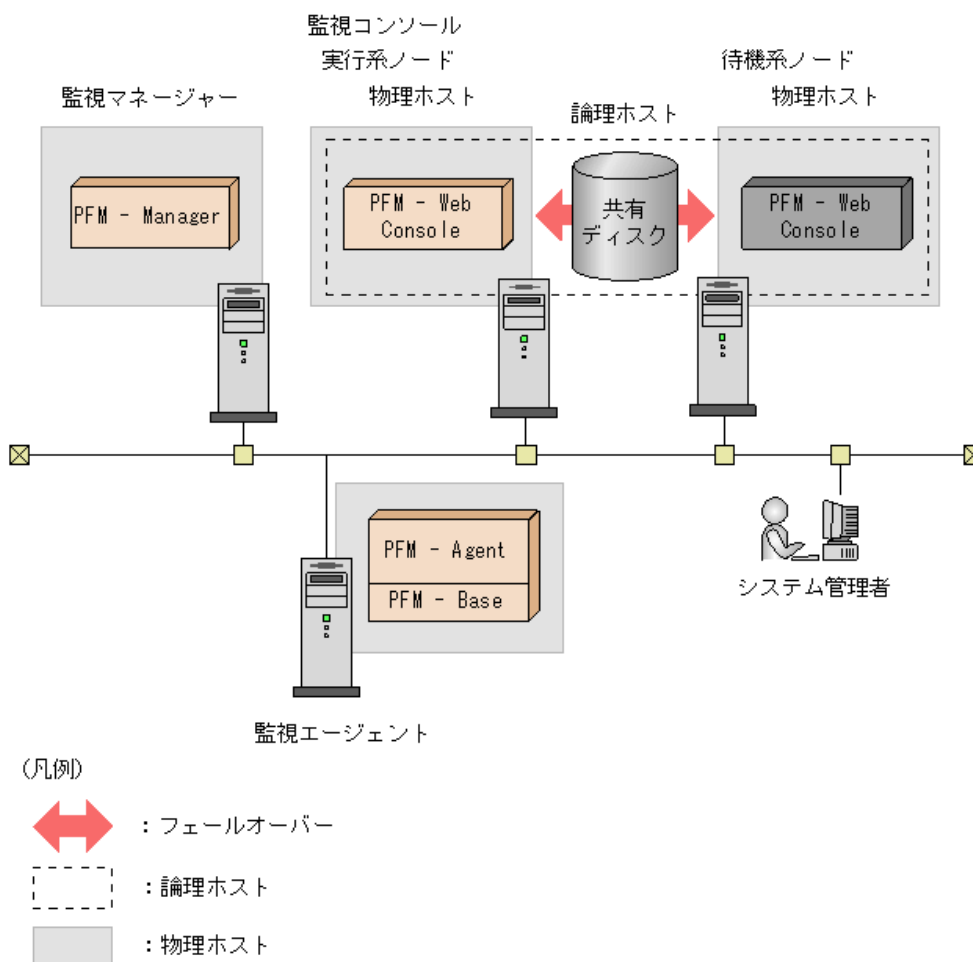 監視コンソール
実行系ノード
待機系ノード
監視マネージャー
物理ホスト
論理ホスト
物理ホスト
PFM - Manager
PFM - Web
Console
共有
ディスク
PFM - Web
Console
PFM - Agent
PFM - Base
システム管理者
監視エージェント
(凡例)
：フェールオーバー
：論理ホスト
：物理ホスト